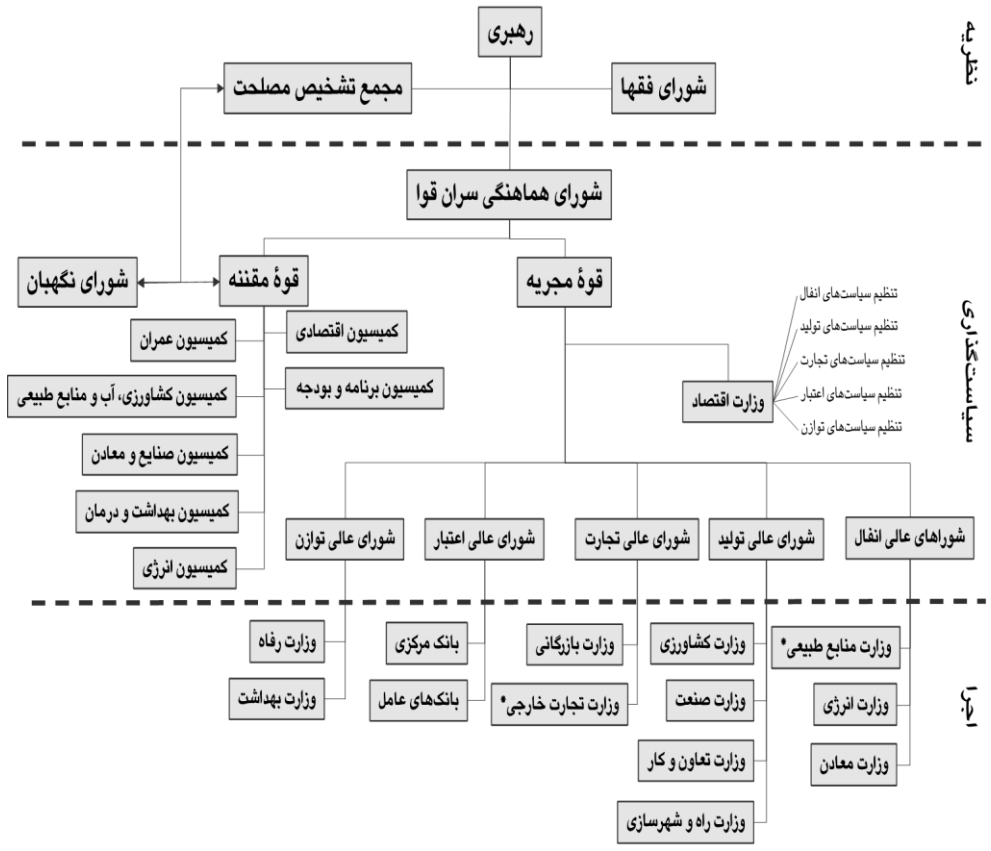 نظریه
رهبری
شورای فقها
مجمع تشخیص مصلحت
سیاست‌گذاری
شورای هماهنگی سران قوا
قوهٔ مجریه
قوهٔ مقننه
شورای نگهبان
تنظیم سیاست‌های انفال
تنظیم سیاست‌های تولید
تنظیم سیاست‌های تجارت
تنظیم سیاست‌های اعتبار
تنظیم سیاست‌های توازن
وزارت اقتصاد
کمیسیون اقتصادی
کمیسیون برنامه و بودجه
کمیسیون عمران
کمیسیون کشاورزی، آب و منابع طبیعی
کمیسیون صنایع و معادن
کمیسیون بهداشت و درمان
کمیسیون انرژی
شوراهای عالی انفال
شورای عالی تولید
شورای عالی تجارت
شورای عالی اعتبار
شورای عالی توازن
اجرا
وزارت منابع طبیعی*
وزارت انرژی
وزارت معادن
وزارت کشاورزی
وزارت صنعت
وزارت تعاون و کار
وزارت راه و شهرسازی
وزارت بازرگانی
وزارت تجارت خارجی*
بانک مرکزی
بانک‌های عامل
وزارت رفاه
وزارت بهداشت